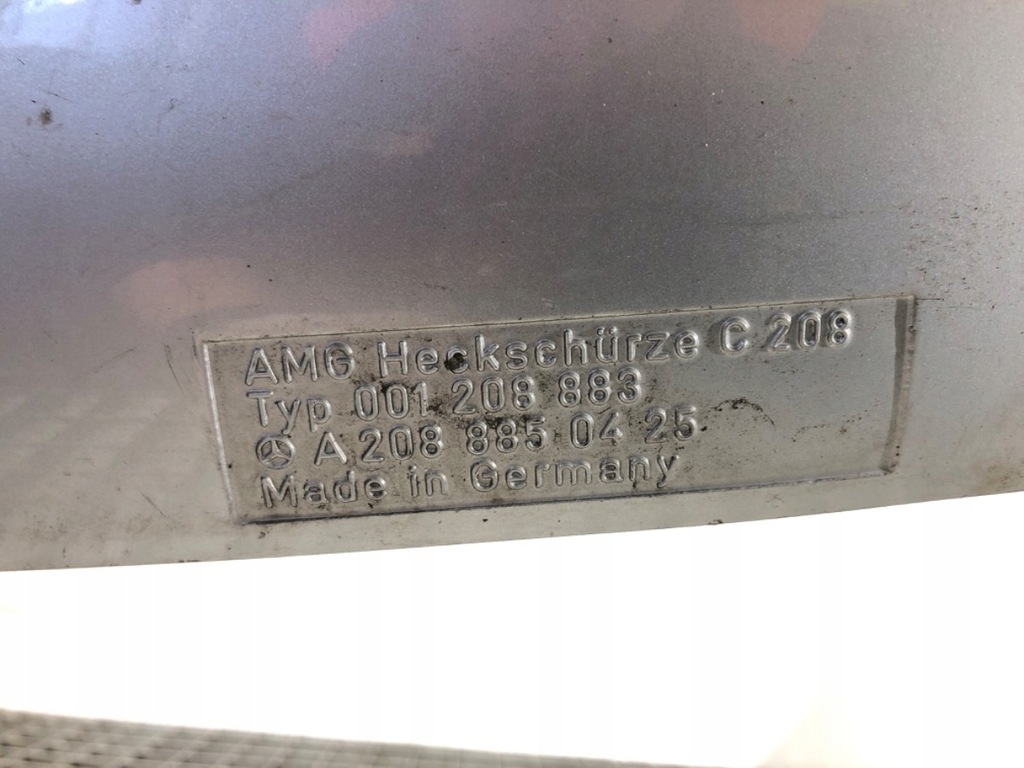 AMG Heckschürze C 208
Typ 001 208 883
A 208 885 04 25
Made in Germany